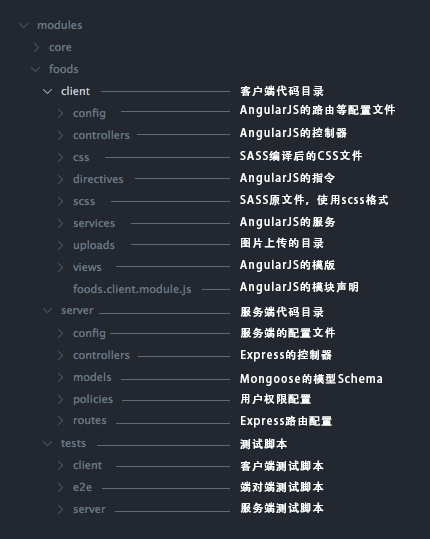 modules
core
foods
client 客户端代码目录
config AngularJS的路由等配置文件
controllers AngularJS的控制器
css SASS编译后的CSS文件
directives AngularJS的指令
scss SASS原文件，使用scss格式
services AngularJS的服务
uploads 图片上传的目录
views AngularJS的模版
foods.client.module.js AngularJS的模块声明
server 服务端代码目录
config 服务端的配置文件
controllers Express的控制器
models Mongoose的模型Schema
policies 用户权限配置
routes Express路由配置
tests 测试脚本
client 客户端测试脚本
e2e 端对端测试脚本
server 服务端测试脚本